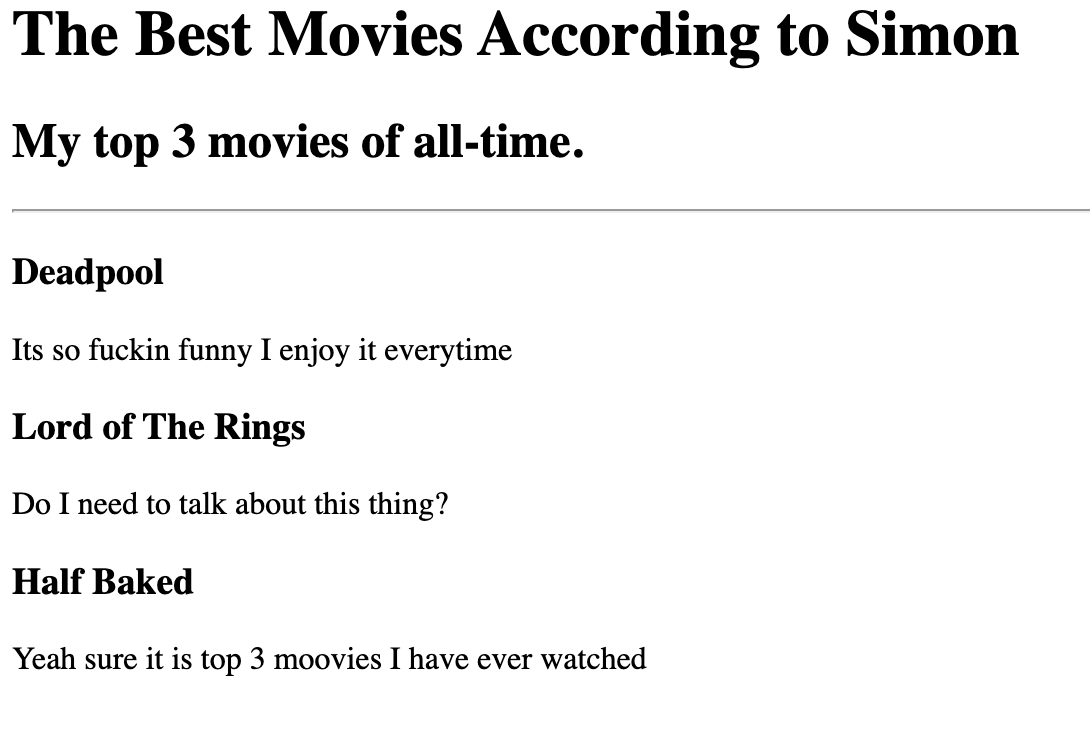 The Best Movies According to Simon
My top 3 movies of all-time.
Deadpool
Its so fuckin funny I enjoy it everytime
Lord of The Rings
Do I need to talk about this thing?
Half Baked
Yeah sure it is top 3 moovies I have ever watched